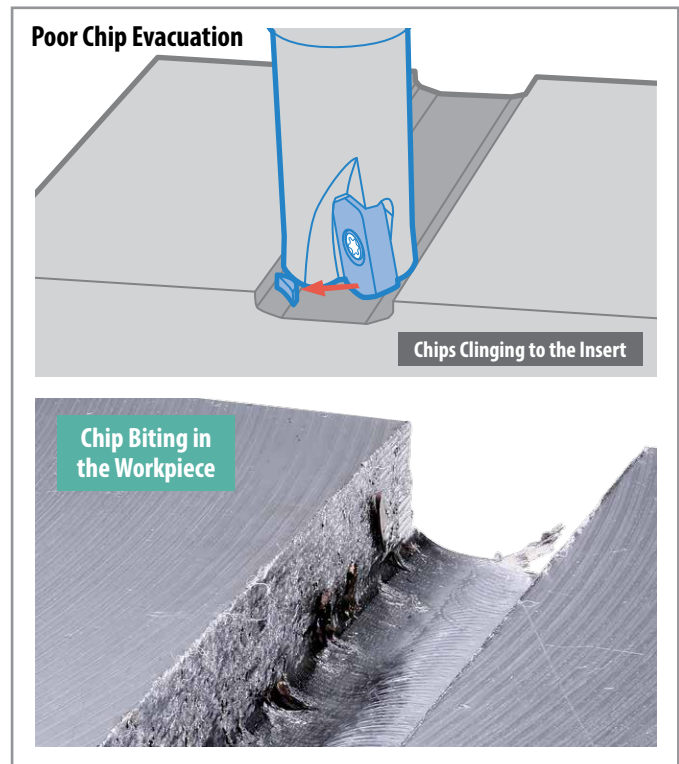 Poor Chip Evacuation
Chips Clinging to the Insert
Chip Biting in
the Workpiece